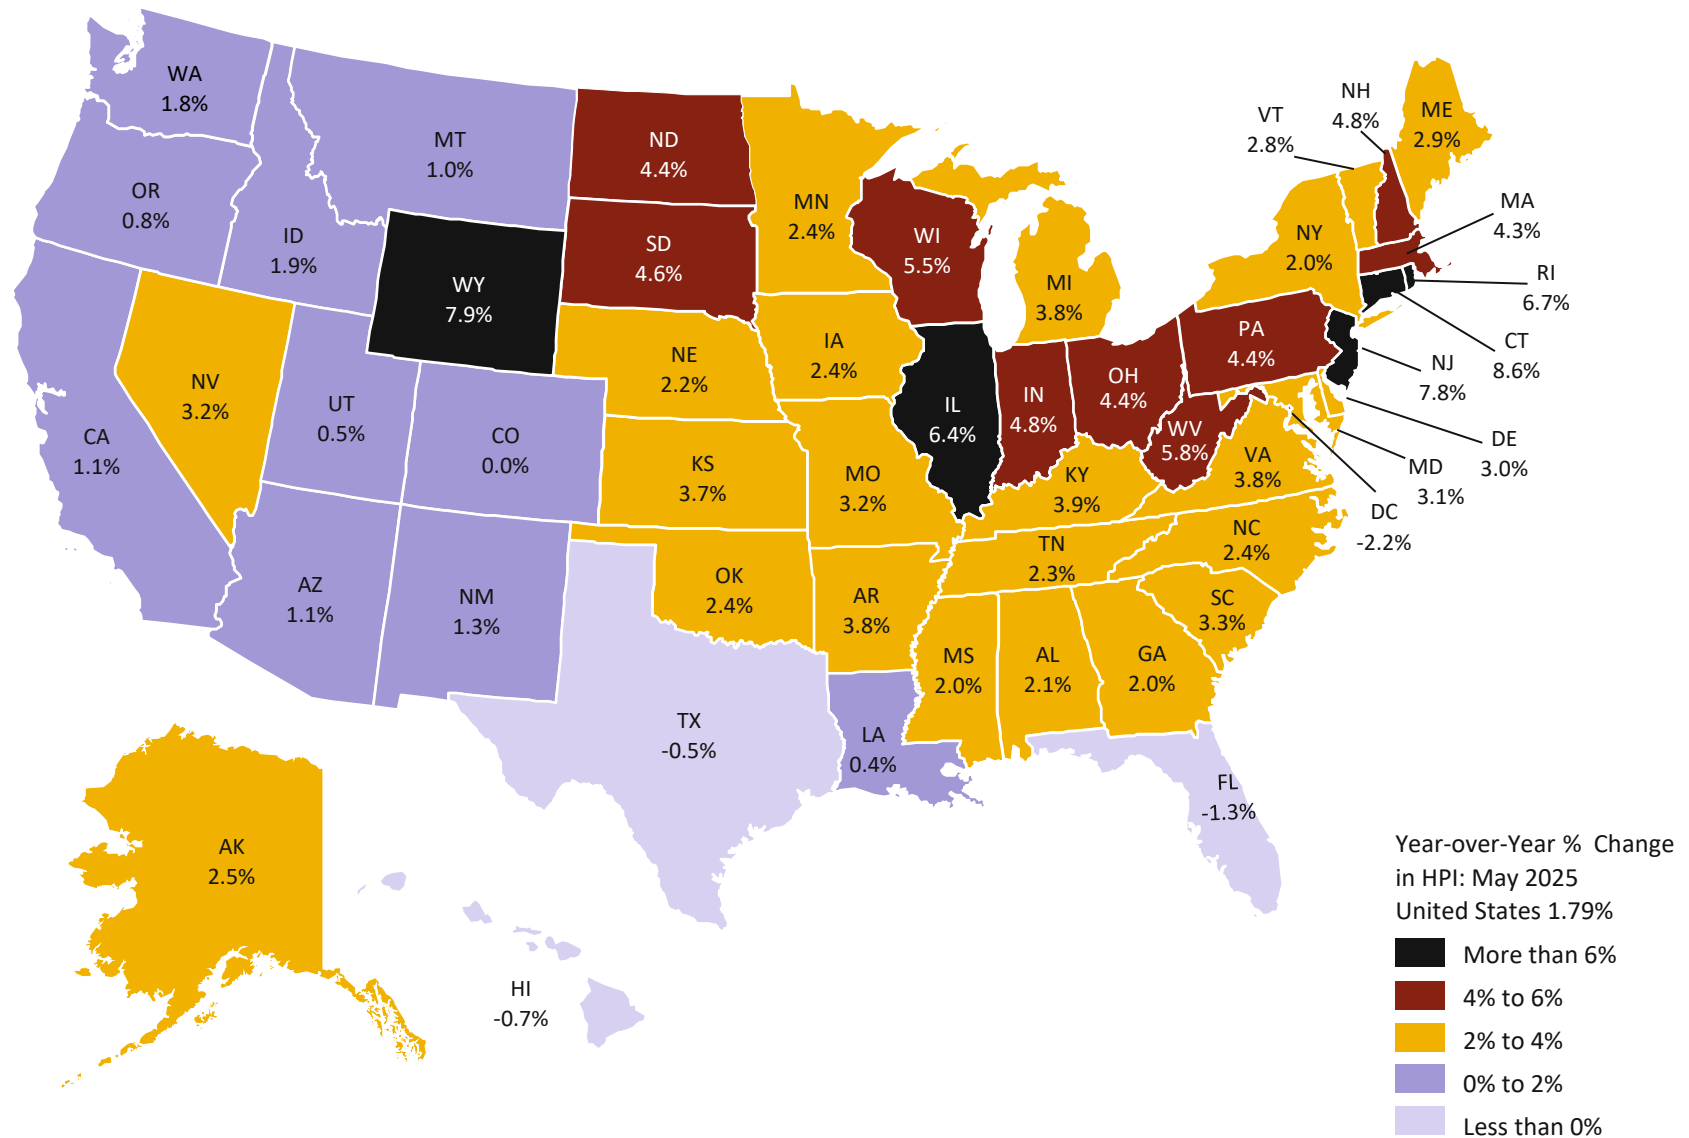 WA
1.8%
MT
1.0%
ND
4.4%
MN
2.4%
VT
2.8%
NH
4.8%
ME
2.9%
OR
0.8%
ID
1.9%
WY
7.9%
SD
4.6%
WI
5.5%
MI
3.8%
NY
2.0%
MA
4.3%
RI
6.7%
CT
8.6%
NJ
7.8%
DE
3.0%
MD
3.1%
DC
-2.2%
PA
4.4%
NV
3.2%
UT
0.5%
CO
0.0%
NE
2.2%
IA
2.4%
IL
6.4%
IN
4.8%
OH
4.4%
WV
5.8%
VA
3.8%
CA
1.1%
KS
3.7%
MO
3.2%
KY
3.9%
NC
2.4%
TN
2.3%
SC
3.3%
AZ
1.1%
NM
1.3%
OK
2.4%
AR
3.8%
MS
2.0%
AL
2.1%
GA
2.0%
TX
-0.5%
LA
0.4%
FL
-1.3%
AK
2.5%
HI
-0.7%
Year-over-Year % Change
in HPI: May 2025
United States 1.79%
More than 6%
4% to 6%
2% to 4%
0% to 2%
Less than 0%